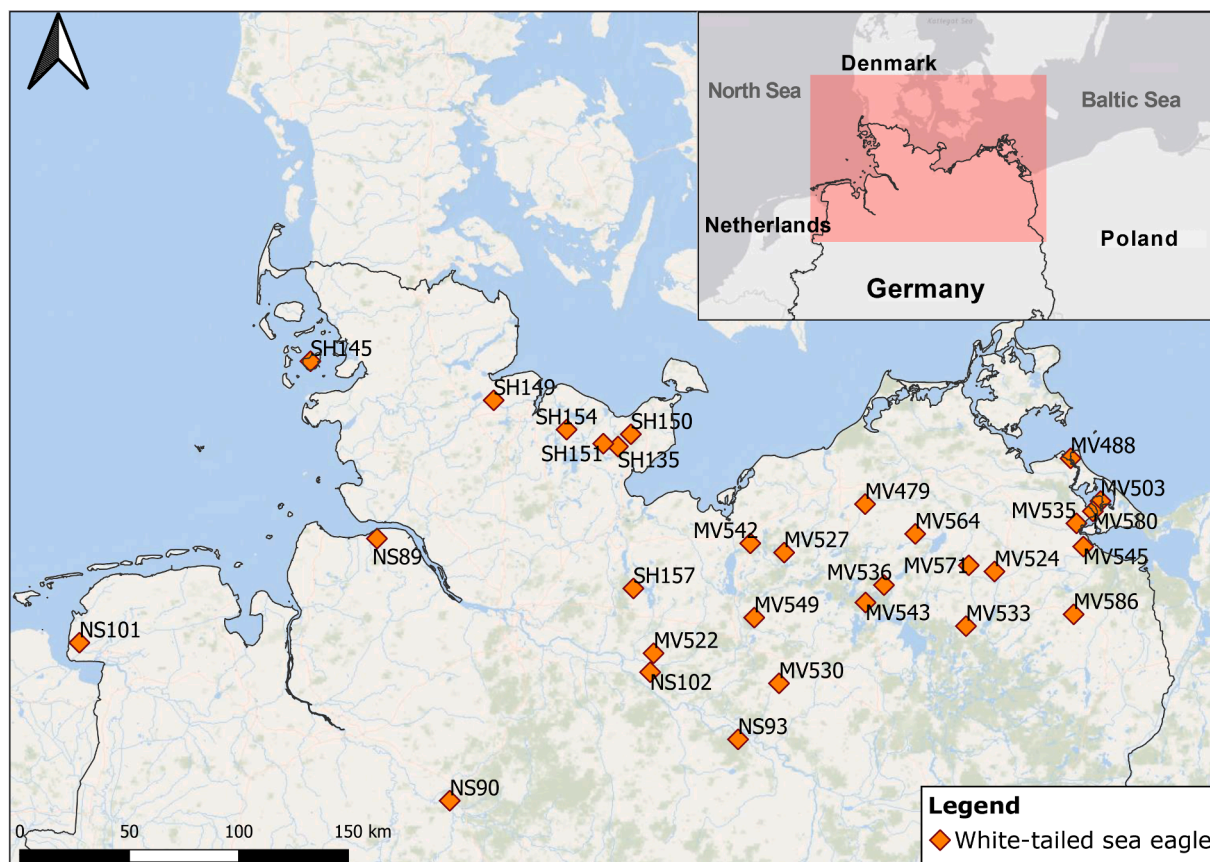 Kattegat Sea
Denmark
North Sea
Baltic Sea
Netherlands
Poland
Germany
SH145
SH149
SH154
SH150
SH151
SH135
MV488
MV479
MV503
MV535
MV580
MV564
MV542
MV527
MV545
NS89
MV571
MV524
MV536
SH157
MV543
MV549
MV533
MV586
NS101
MV522
NS102
MV530
NS93
NS90
0 50 100 150 km
Legend
White-tailed sea eagle